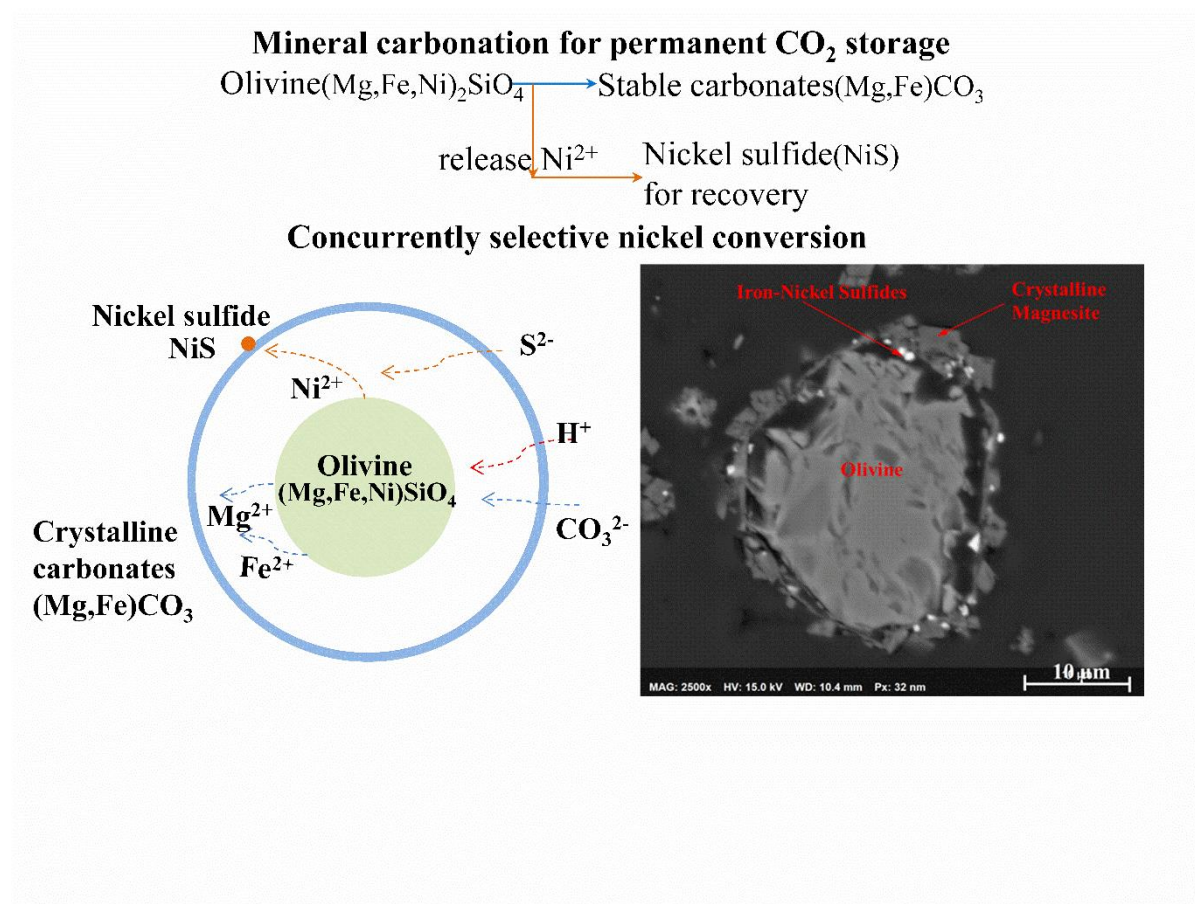 Mineral carbonation for permanent CO₂ storage
Olivine(Mg,Fe,Ni)₂SiO₄ Stable carbonates(Mg,Fe)CO₃
release Ni²⁺
Nickel sulfide(NiS)
for recovery
Concurrently selective nickel conversion
Nickel sulfide
NiS
S²⁻
Ni²⁺
H⁺
Olivine
(Mg,Fe,Ni)SiO₄
Mg²⁺
CO₃²⁻
Fe²⁺
Crystalline
carbonates
(Mg,Fe)CO₃
Iron-Nickel Sulfides
Crystalline
Magnesite
Olivine
10 μm
MAG: 2500x HV: 15.0 kV WD: 10.4 mm Px: 32 nm